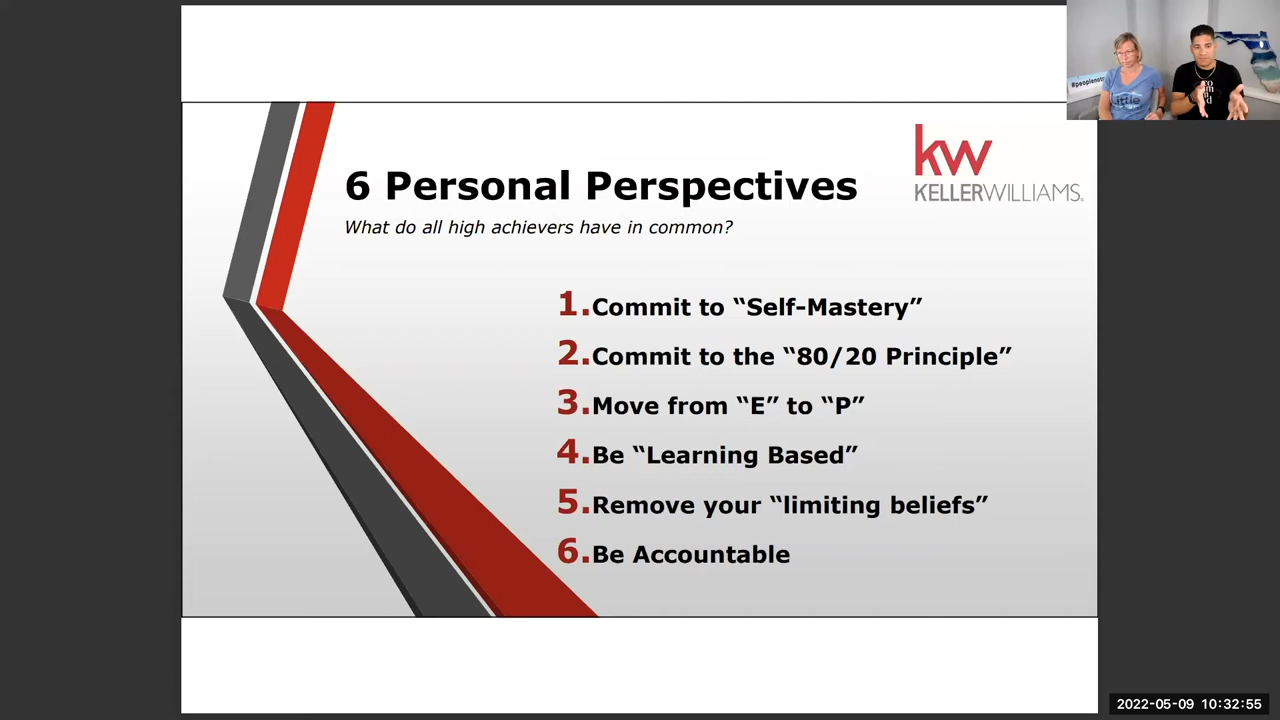 6 Personal Perspectives
What do all high achievers have in common?
kw
KELLERWILLIAMS.
1. Commit to “Self-Mastery”
2. Commit to the “80/20 Principle”
3. Move from “E” to “P”
4. Be “Learning Based”
5. Remove your “limiting beliefs”
6. Be Accountable
2022-05-09 10:32:55